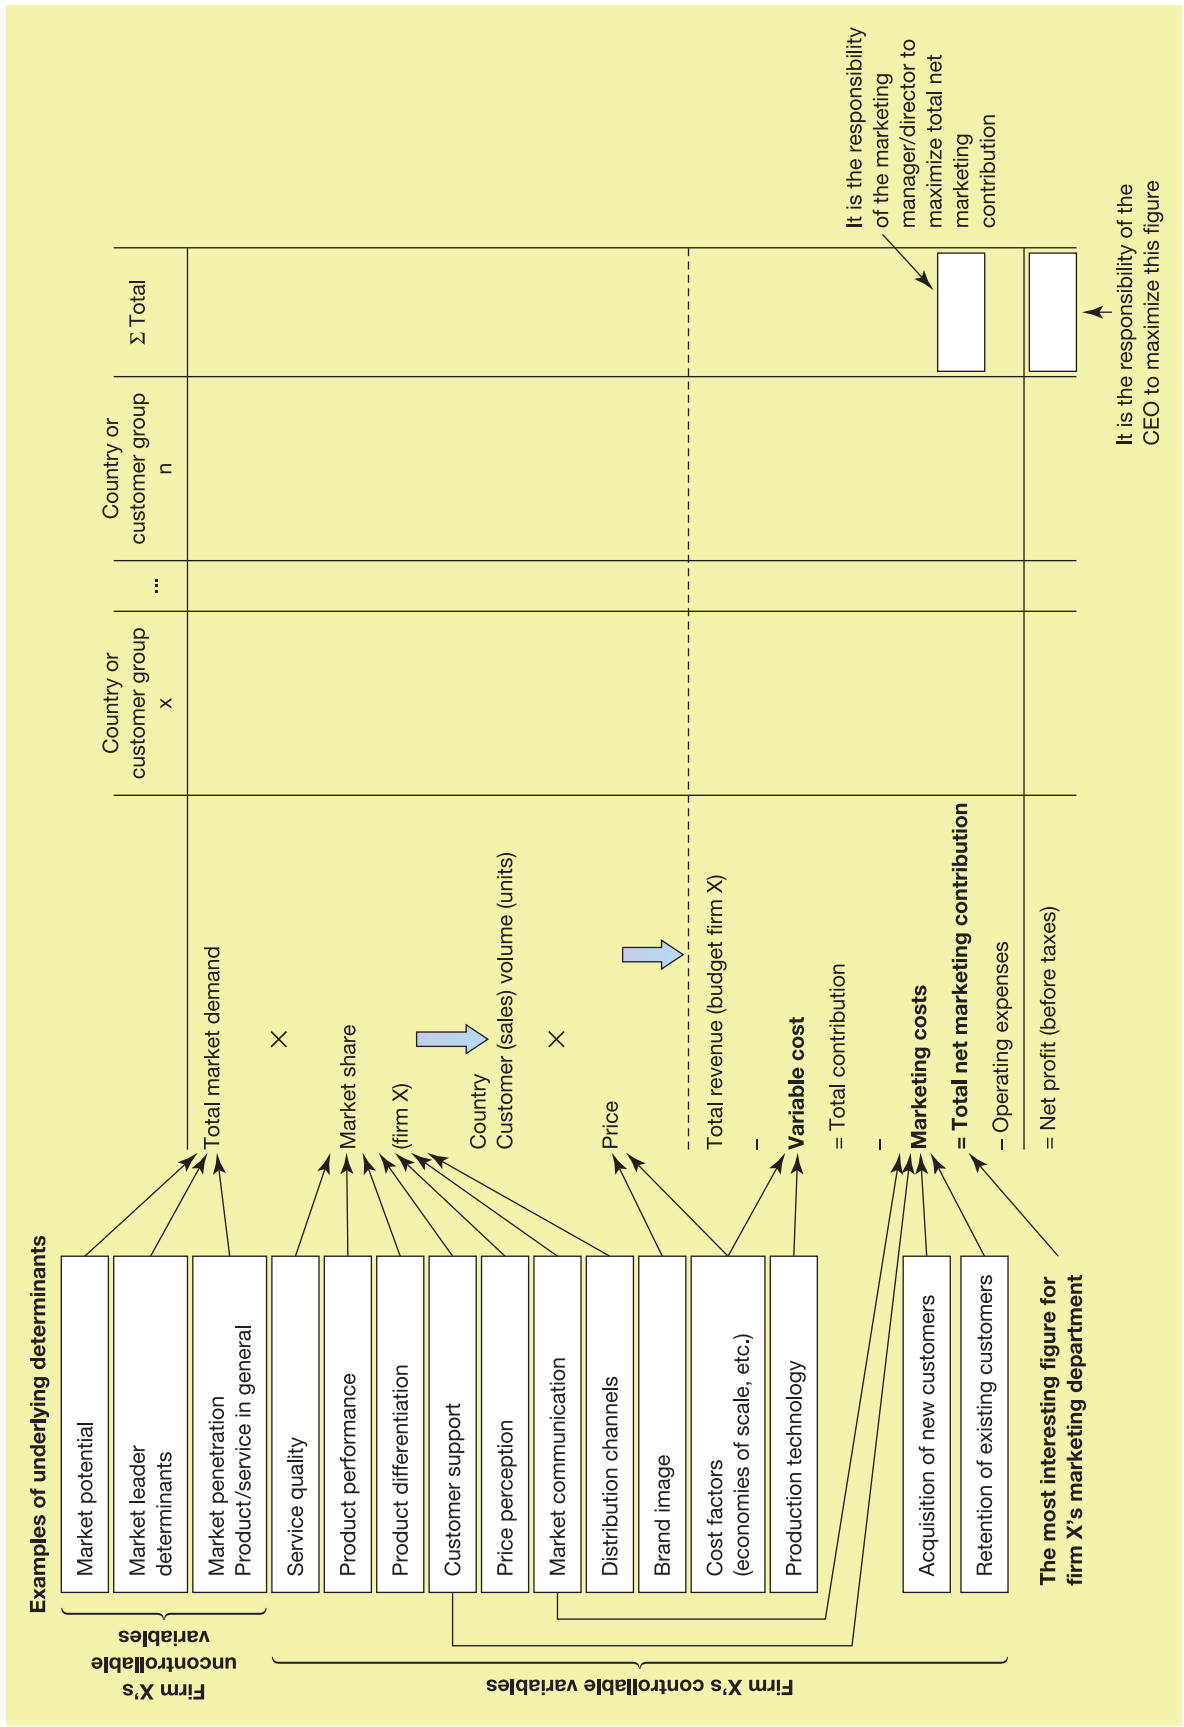 Examples of underlying determinants
Firm X's
uncontrollable
variables
Market potential
Market leader
determinants
Market penetration
Product/service in general
Firm X's controllable variables
Service quality
Product performance
Product differentiation
Customer support
Price perception
Market communication
Distribution channels
Brand image
Cost factors
(economies of scale, etc.)
Production technology
Acquisition of new customers
Retention of existing customers
The most interesting figure for
firm X's marketing department
Total market demand
×
Market share
(firm X)
Country
Customer (sales) volume (units)
×
Price
Total revenue (budget firm X)
–
Variable cost
= Total contribution
–
Marketing costs
= Total net marketing contribution
– Operating expenses
= Net profit (before taxes)
Country or
customer group
x
...
Country or
customer group
n
Σ Total
It is the responsibility
of the marketing
manager/director to
maximize total net
marketing
contribution
It is the responsibility of the
CEO to maximize this figure